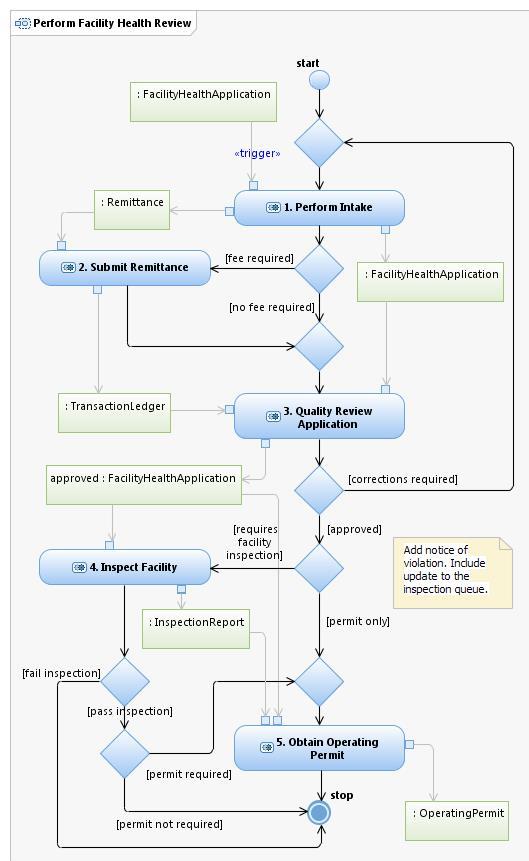 Perform Facility Health Review
start
: FacilityHealthApplication
«trigger»
: Remittance
1. Perform Intake
[fee required]
2. Submit Remittance
: FacilityHealthApplication
[no fee required]
: TransactionLedger
3. Quality Review
Application
approved : FacilityHealthApplication
[corrections required]
[requires
facility
inspection]
[approved]
Add notice of
violation. Include
update to the
inspection queue.
4. Inspect Facility
: InspectionReport
[permit only]
[fail inspection]
[pass inspection]
5. Obtain Operating
Permit
[permit required]
stop
: OperatingPermit
[permit not required]